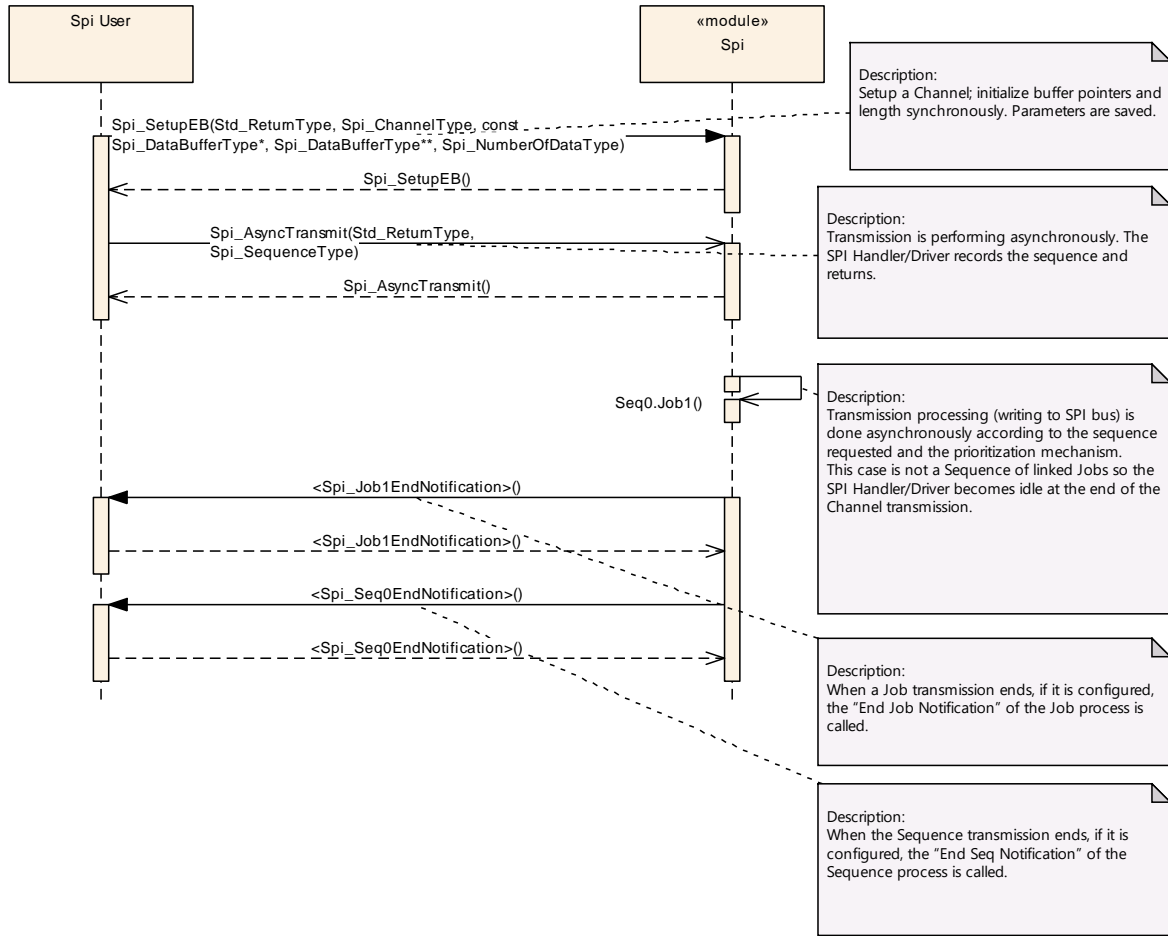 Spi User
«module»
Spi
Description:
Setup a Channel; initialize buffer pointers and
length synchronously. Parameters are saved.
Spi_SetupEB(Std_ReturnType, Spi_ChannelType, const
Spi_DataBufferType*, Spi_DataBufferType**, Spi_NumberOfDataType)
Spi_SetupEB()
Description:
Transmission is performing asynchronously. The
SPI Handler/Driver records the sequence and
returns.
Spi_AsyncTransmit(Std_ReturnType,
Spi_SequenceType)
Spi_AsyncTransmit()
Seq0.Job1()
Description:
Transmission processing (writing to SPI bus) is
done asynchronously according to the sequence
requested and the prioritization mechanism.
This case is not a Sequence of linked Jobs so the
SPI Handler/Driver becomes idle at the end of the
Channel transmission.
<Spi_Job1EndNotification>()
<Spi_Job1EndNotification>()
<Spi_Seq0EndNotification>()
<Spi_Seq0EndNotification>()
Description:
When a Job transmission ends, if it is configured,
the “End Job Notification” of the Job process is
called.
Description:
When the Sequence transmission ends, if it is
configured, the “End Seq Notification” of the
Sequence process is called.